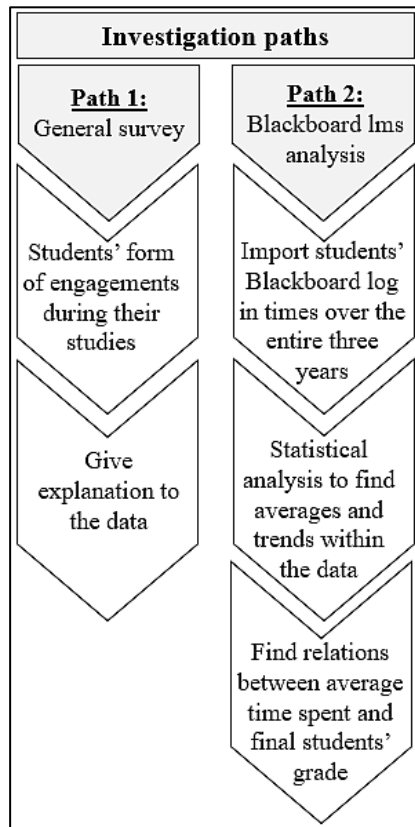 Investigation paths
Path 1:
General survey
Students’ form
of engagements
during their
studies
Give
explanation to
the data
Path 2:
Blackboard lms
analysis
Import students’
Blackboard log
in times over the
entire three
years
Statistical
analysis to find
averages and
trends within
the data
Find relations
between average
time spent and
final students’
grade